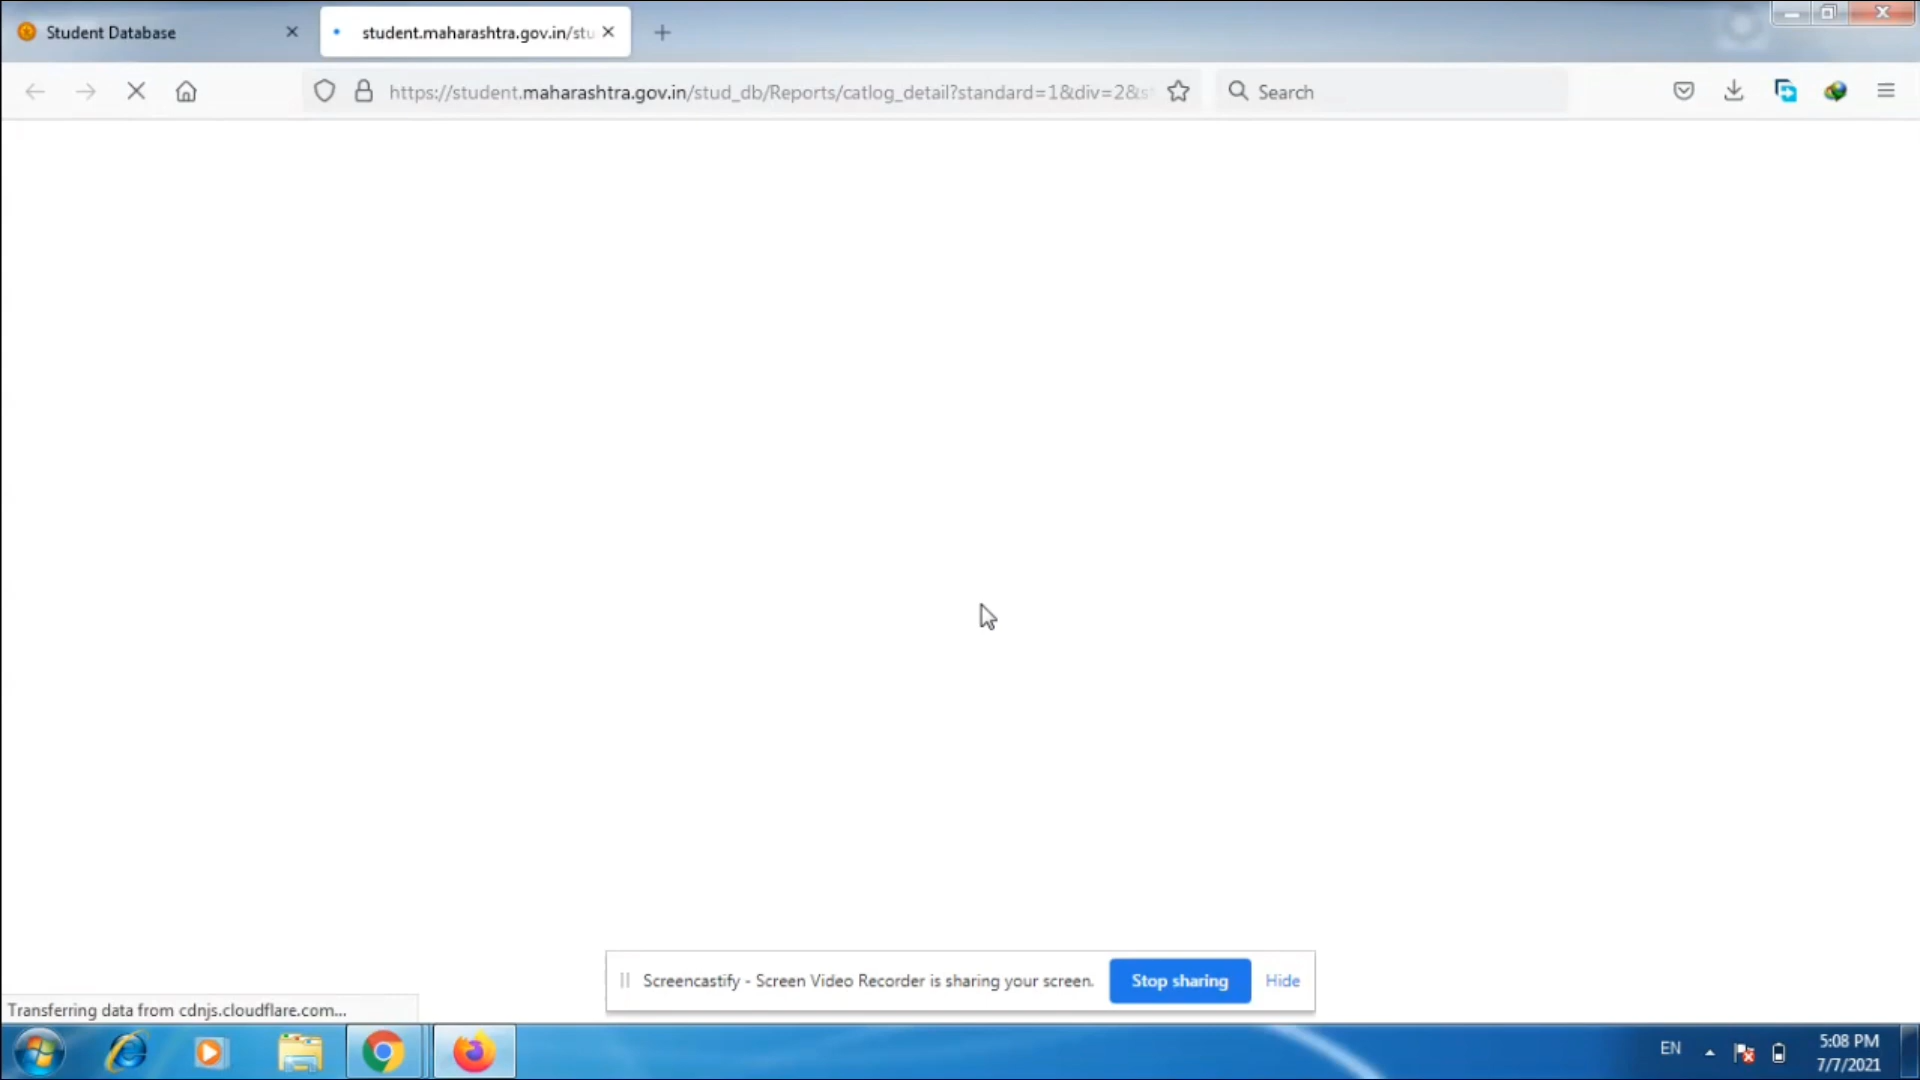 Student Database
student.maharashtra.gov.in/stu
https://student.maharashtra.gov.in/stud_db/Reports/catlog_detail?standard=1&div=2&s
Search
Screencastify - Screen Video Recorder is sharing your screen.
Stop sharing
Hide
Transferring data from cdnjs.cloudflare.com...
EN
5:08 PM
7/7/2021